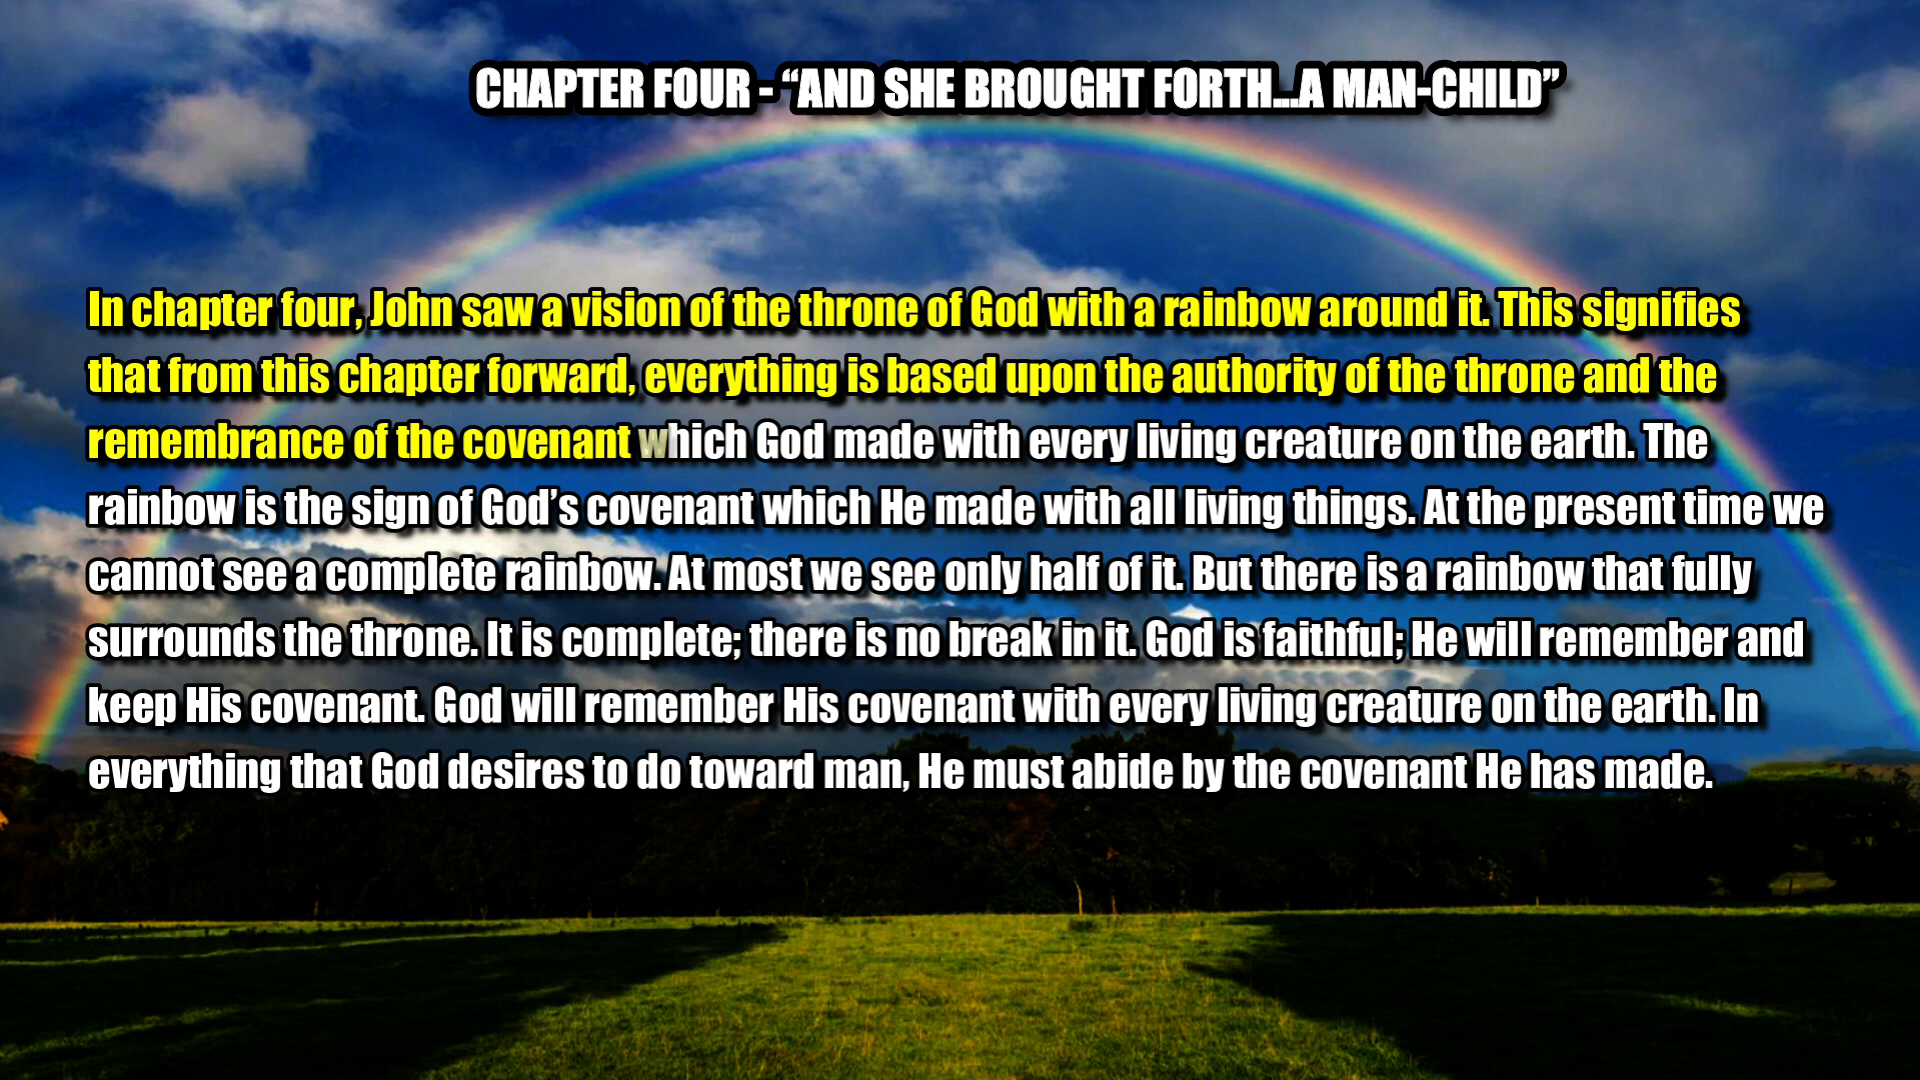 CHAPTER FOUR - “AND SHE BROUGHT FORTH...A MAN-CHILD”
In chapter four, John saw a vision of the throne of God with a rainbow around it. This signifies
that from this chapter forward, everything is based upon the authority of the throne and the
remembrance of the covenant which God made with every living creature on the earth. The
rainbow is the sign of God’s covenant which He made with all living things. At the present time we
cannot see a complete rainbow. At most we see only half of it. But there is a rainbow that fully
surrounds the throne. It is complete; there is no break in it. God is faithful; He will remember and
keep His covenant. God will remember His covenant with every living creature on the earth. In
everything that God desires to do toward man, He must abide by the covenant He has made.